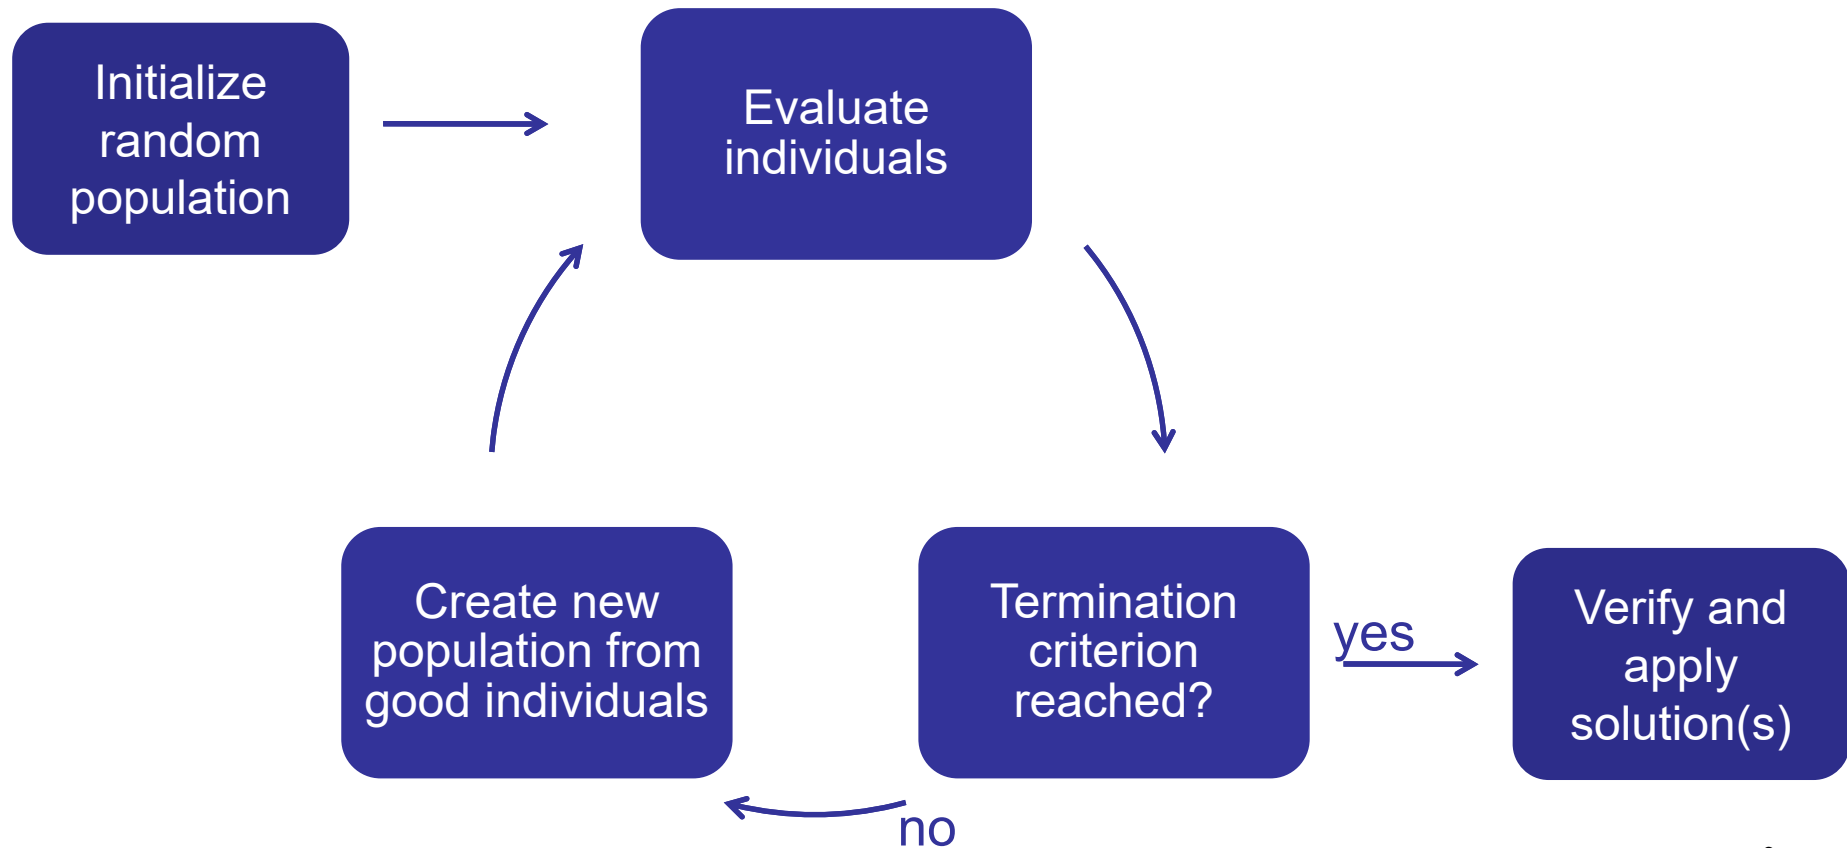 Initialize
random
population
Evaluate
individuals
Create new
population from
good individuals
Termination
criterion
reached?
yes
no
Verify and
apply
solution(s)